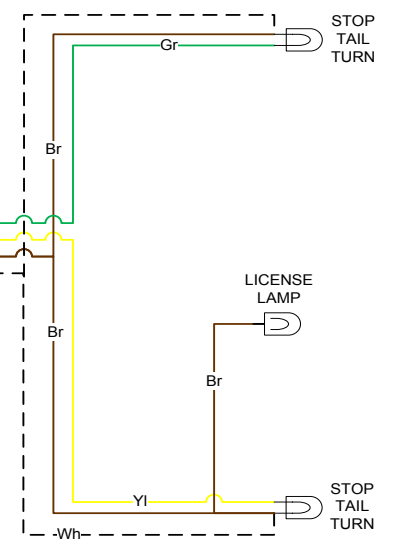 STOP
TAIL
TURN
Gr
Br
LICENSE
LAMP
Br
Br
Yl
STOP
TAIL
TURN
Wh